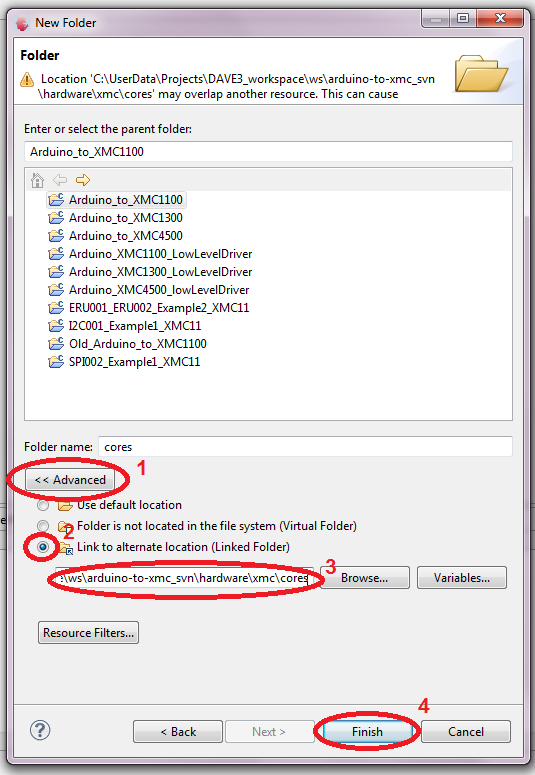 New Folder
Folder
Location 'C:\UserData\Projects\DAVE3_workspace\ws\arduino-to-xmc_svn
\hardware\xmc\cores' may overlap another resource. This can cause
Enter or select the parent folder:
Arduino_to_XMC1100
Arduino_to_XMC1100
Arduino_to_XMC1300
Arduino_to_XMC4500
Arduino_XMC1100_LowLevelDriver
Arduino_XMC1300_LowLevelDriver
Arduino_XMC4500_lowLevelDriver
ERU001_ERU002_Example2_XMC11
I2C001_Example1_XMC11
Old_Arduino_to_XMC1100
SPI002_Example1_XMC11
Folder name: cores
<< Advanced 1
Use default location
Folder is not located in the file system (Virtual Folder)
2 Link to alternate location (Linked Folder)
\ws\arduino-to-xmc_svn\hardware\xmc\cores 3 Browse... Variables...
Resource Filters...
4
? < Back Next > Finish Cancel